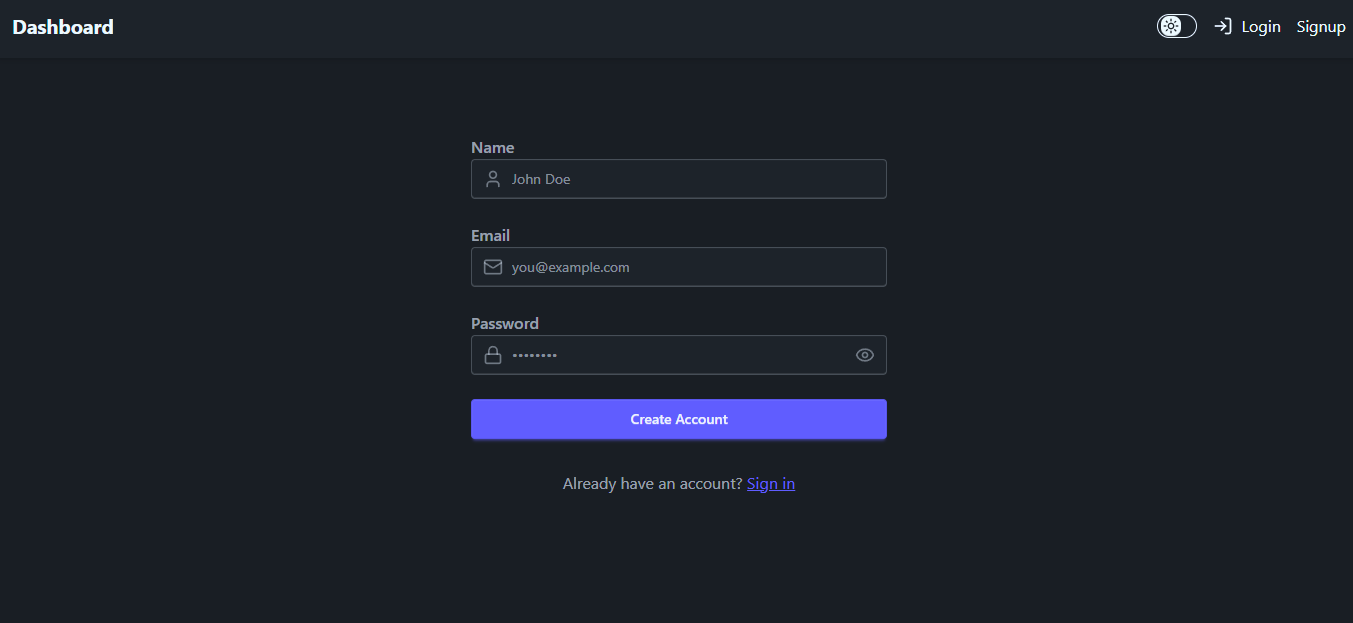 Dashboard
Login
Signup
Name
John Doe
Email
you@example.com
Password
••••••••
Create Account
Already have an account? Sign in